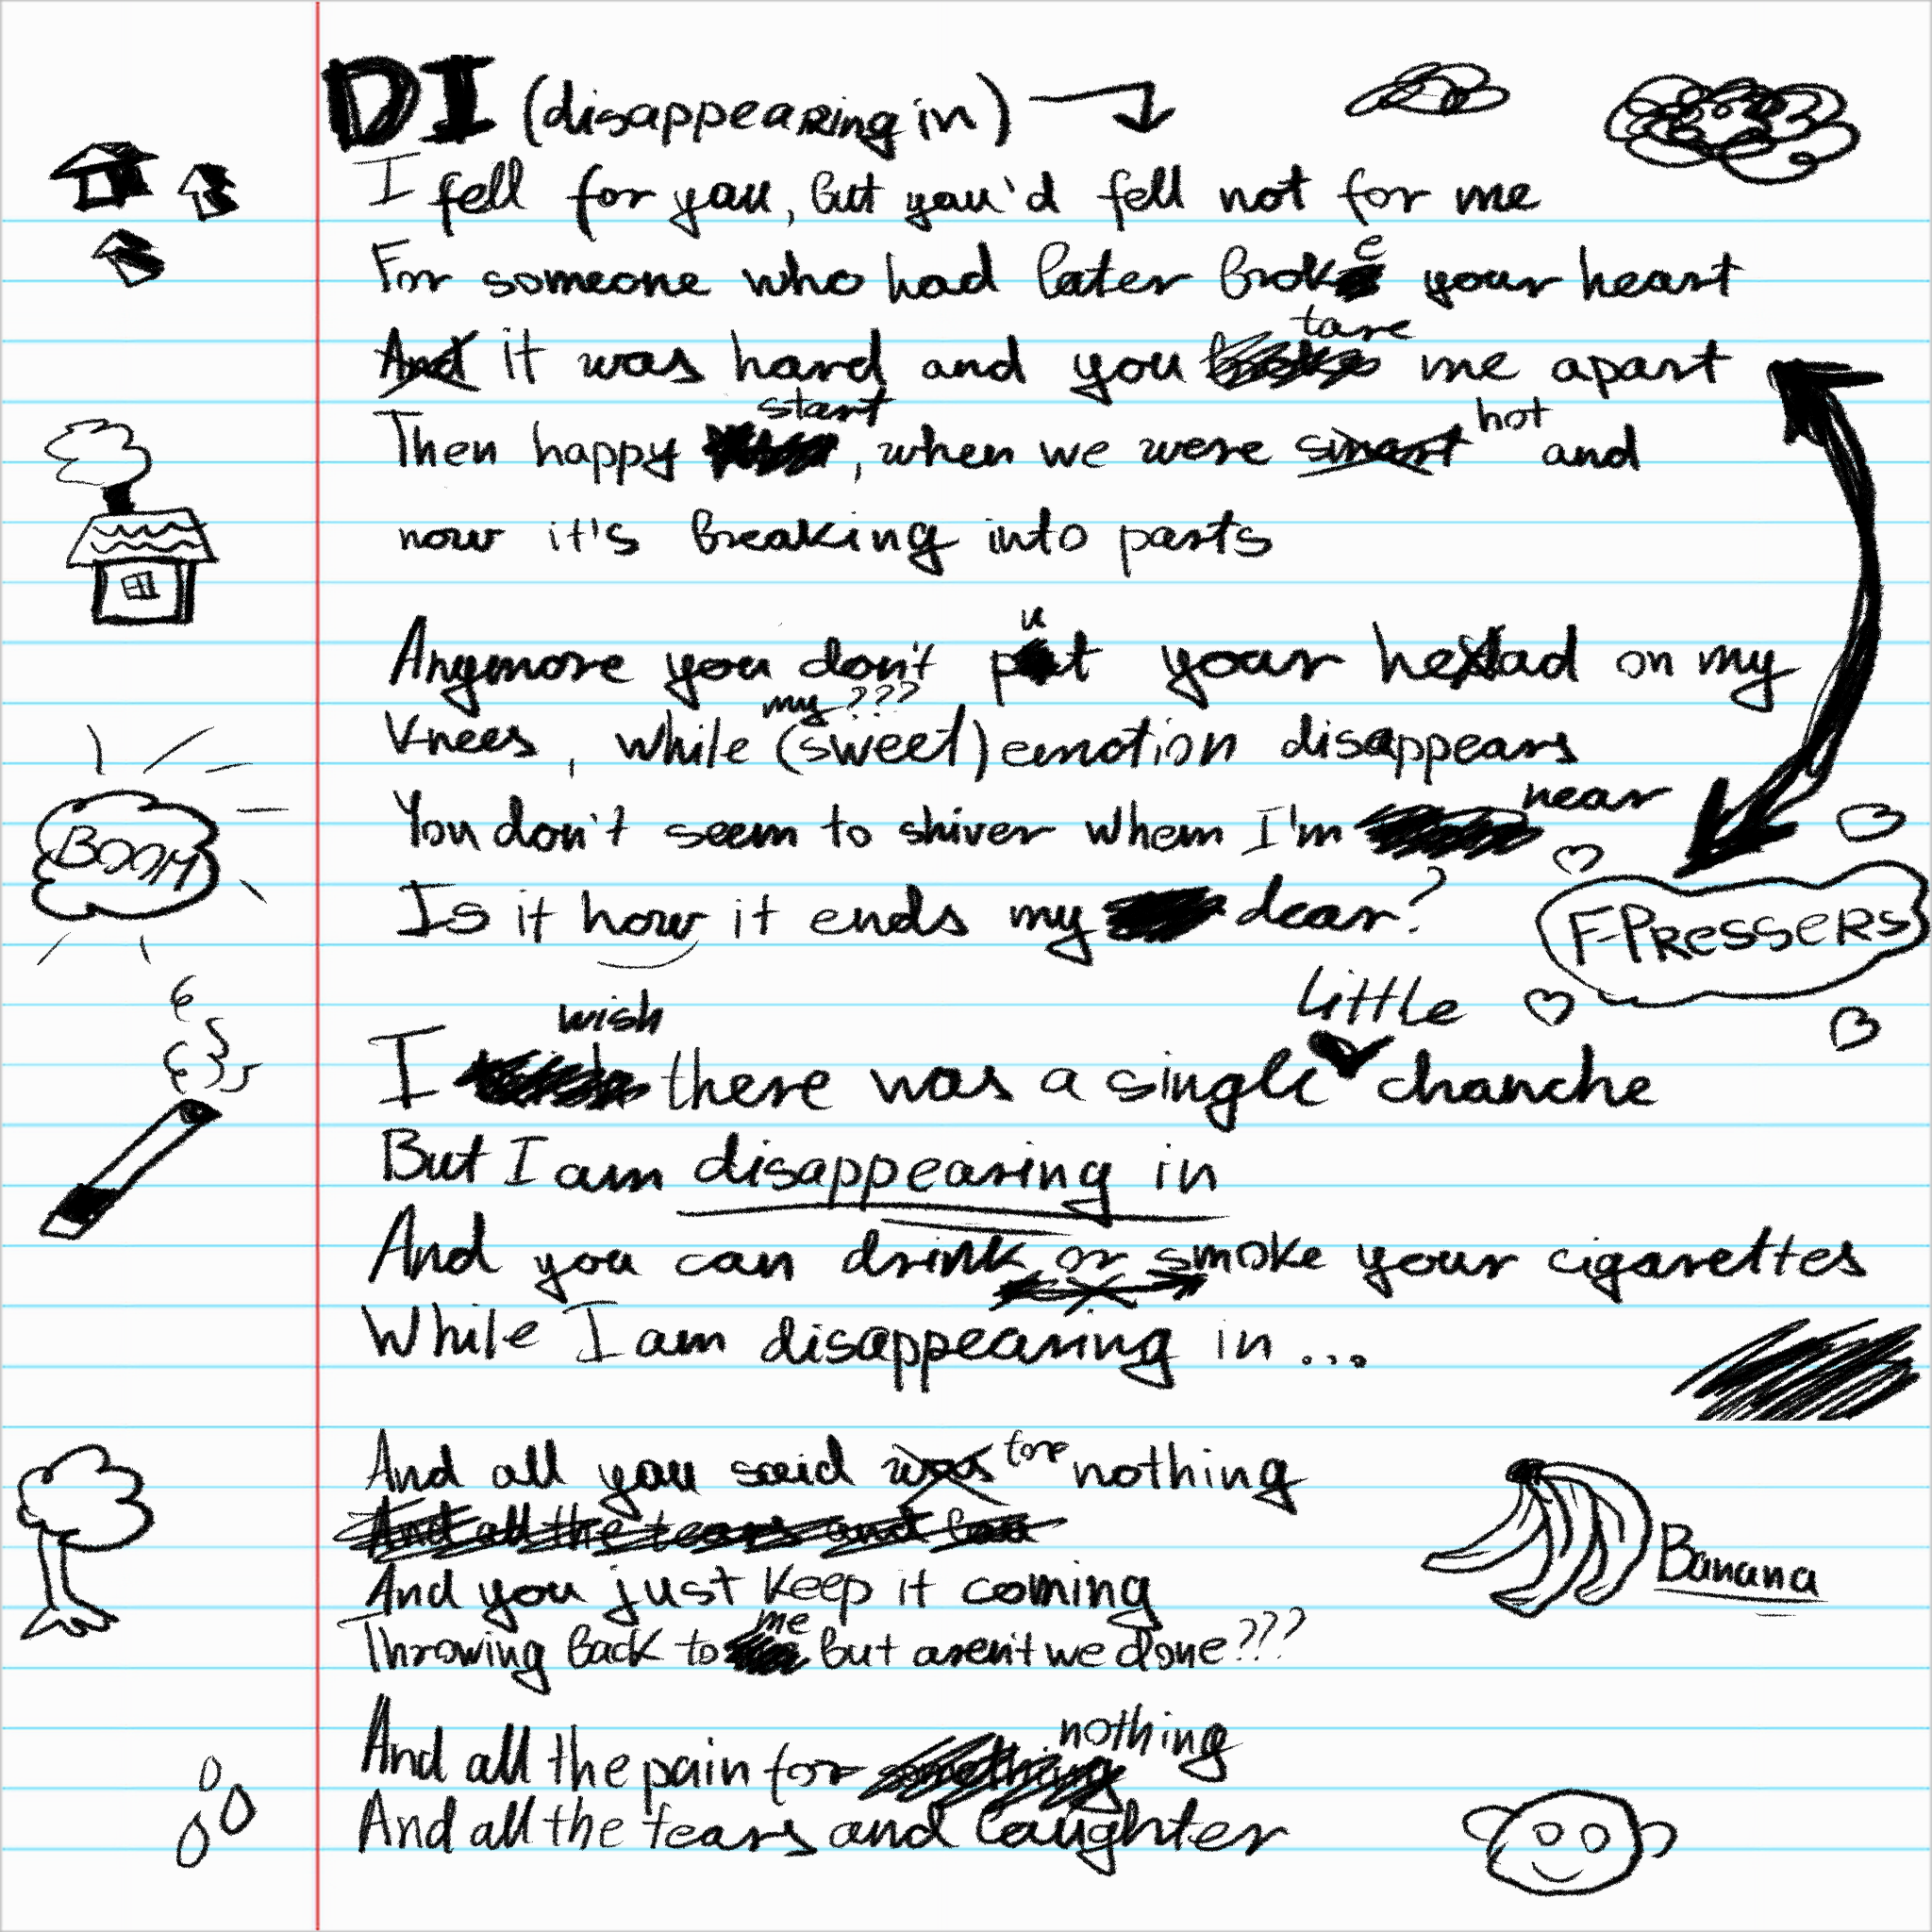 DI (disappearing in)
I fell for you, but you'd fell not for me
For someone who had later broke your heart
And it was hard and you broke tare me apart
Then happy start, when we were smart hot and
now it's breaking into parts
Anymore you don't put your head on my
knees, while (sweet) my??? emotion disappears
You don't seem to shiver when I'm near
Is it how it ends my dear?
F-PRESSERS
I wish there was a single little chanche
But I am disappearing in
And you can drink or smoke your cigarettes
While I am disappearing in...
And all you said was fore nothing
And all the tears and lau
And you just keep it coming
Throwing back to me but aren't we done???
And all the pain for something nothing
And all the tears and laughter
BOOM
Banana